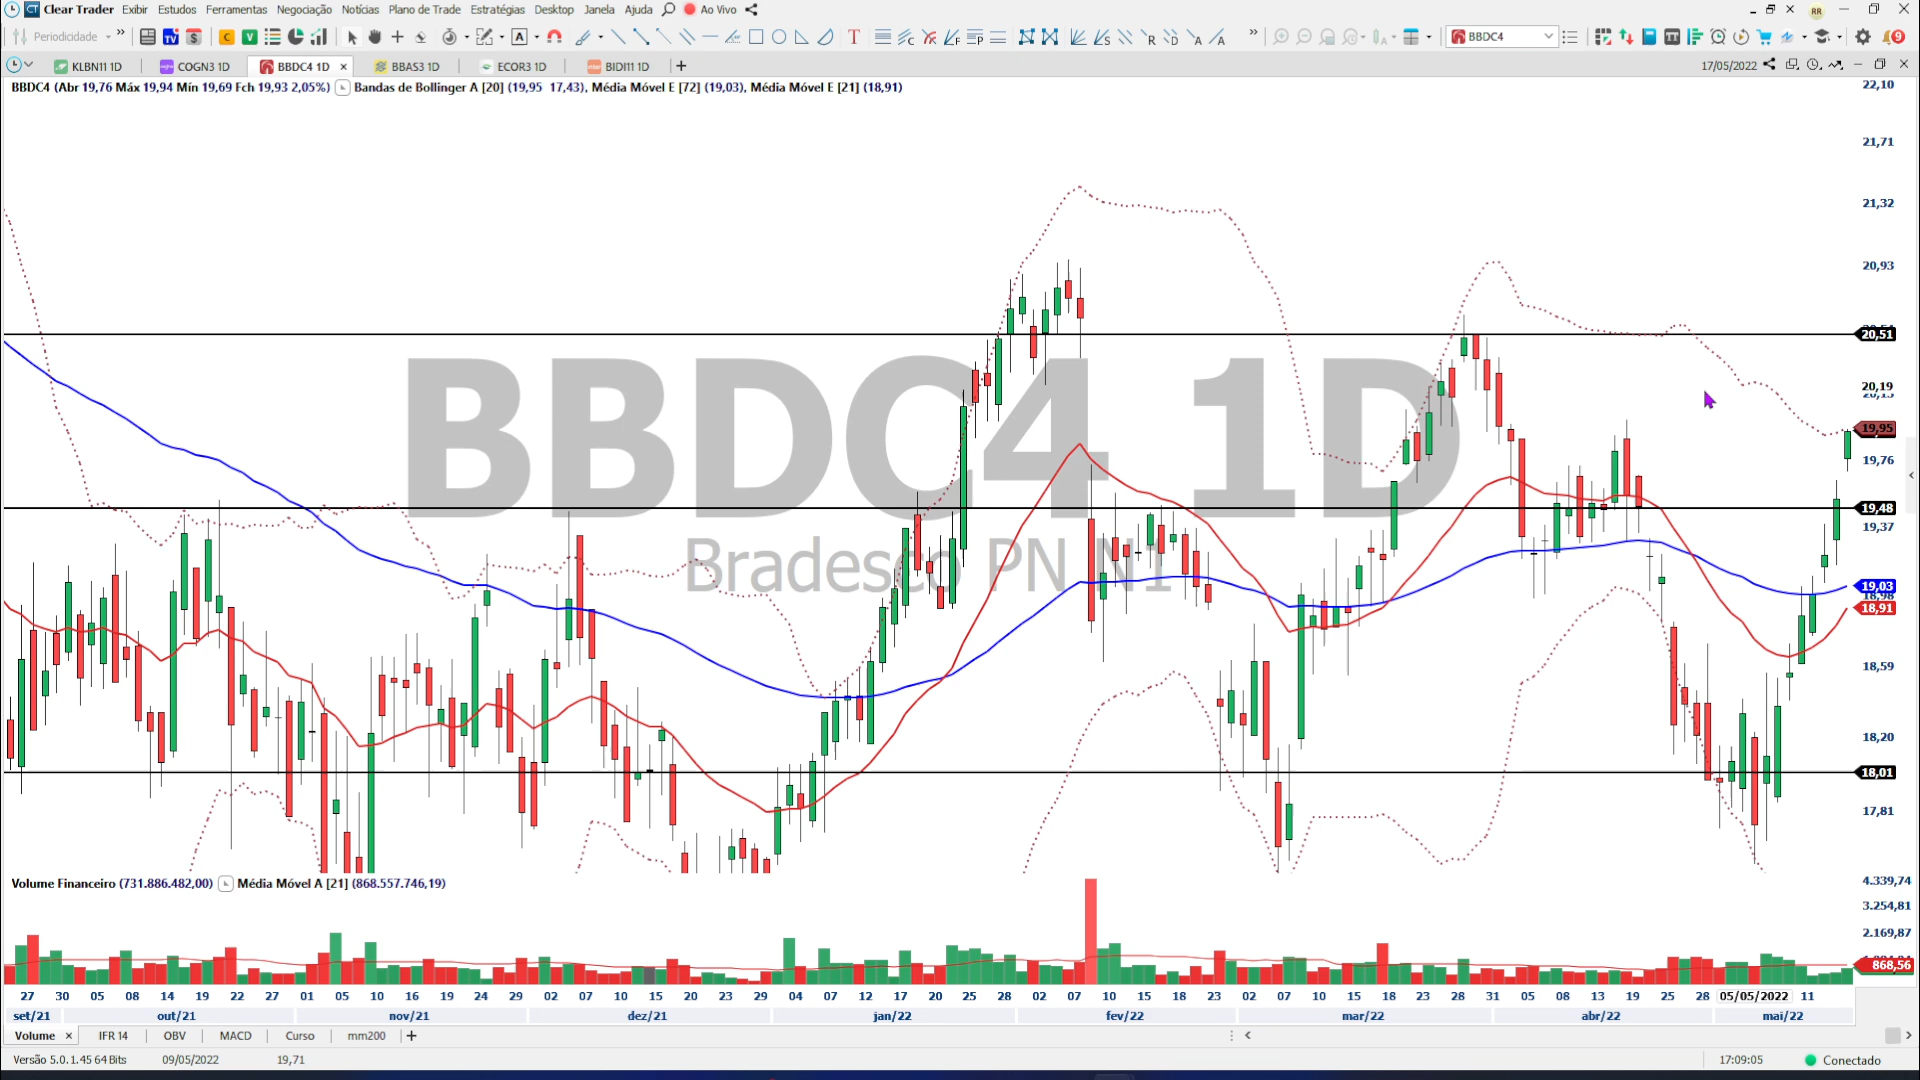 Clear Trader Exibir Estudos Ferramentas Negociação Notícias Plano de Trade Estratégias Desktop Janela Ajuda Ao Vivo RR
Periodicidade BBDC4
KLBN11 1D COGN3 1D BBDC4 1D BBAS3 1D ECOR3 1D BIDI11 1D 17/05/2022
BBDC4 (Abr 19,76 Máx 19,94 Mín 19,69 Fch 19,93 2,05%) Bandas de Bollinger A [20] (19,95 17,43), Média Móvel E [72] (19,03), Média Móvel E [21] (18,91)
22,10
21,71
21,32
20,93
20,51
20,19
19,95
19,76
19,48
19,37
19,03
18,98
18,91
18,59
18,20
18,01
17,81
BBDC4 1D
Bradesco PN N1
Volume Financeiro (731.886.482,00) Média Móvel A [21] (868.557.746,19)
4.339,74
3.254,81
2.169,87
868,56
27 30 05 08 14 19 22 27 01 05 10 16 19 24 29 02 07 10 15 20 23 29 04 07 12 17 20 25 28 02 07 10 15 18 23 02 07 10 15 18 23 28 31 05 08 13 19 25 28 05/05/2022 11
set/21 out/21 nov/21 dez/21 jan/22 fev/22 mar/22 abr/22 mai/22
Volume IFR 14 OBV MACD Curso mm200
Versão 5.0.1.45 64 Bits 09/05/2022 19,71 17:09:05 Conectado